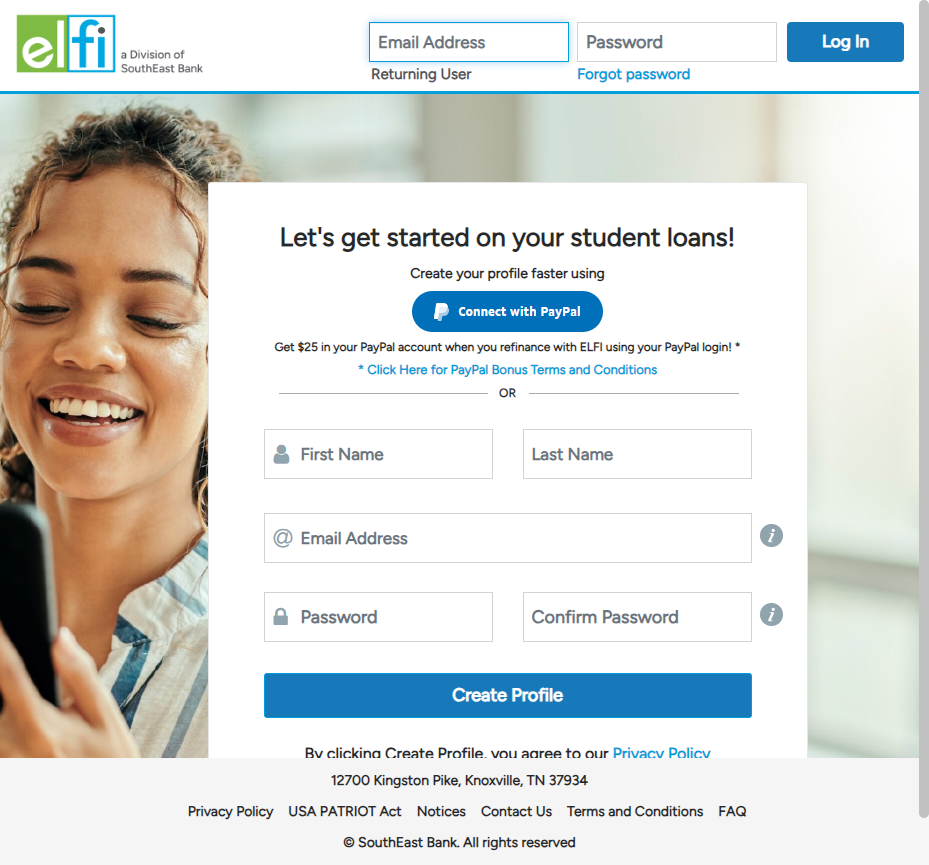 elfi
a Division of
SouthEast Bank
Email Address
Password
Log In
Returning User
Forgot password
Let's get started on your student loans!
Create your profile faster using
Connect with PayPal
Get $25 in your PayPal account when you refinance with ELFI using your PayPal login! *
* Click Here for PayPal Bonus Terms and Conditions
OR
First Name
Last Name
@ Email Address
i
Password
Confirm Password
i
Create Profile
By clicking Create Profile, you agree to our Privacy Policy
12700 Kingston Pike, Knoxville, TN 37934
Privacy Policy USA PATRIOT Act Notices Contact Us Terms and Conditions FAQ
© SouthEast Bank. All rights reserved